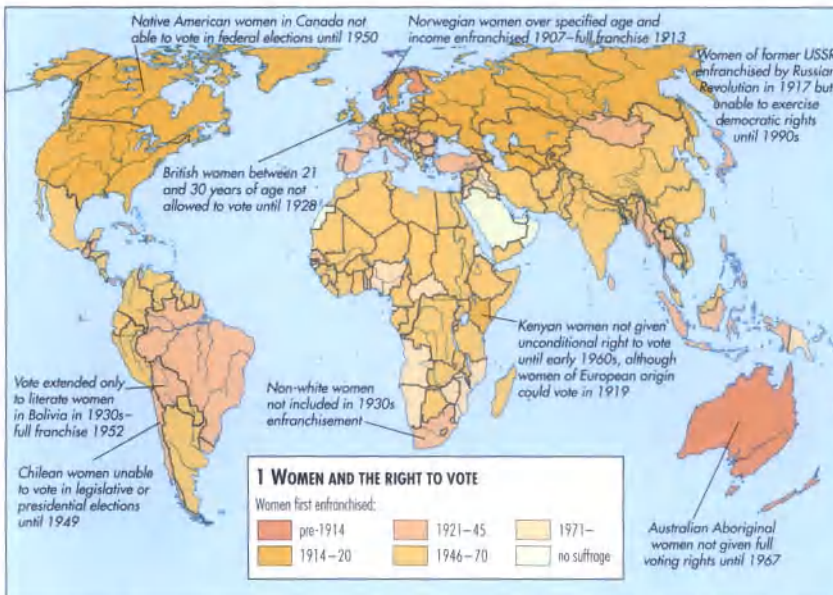 Native American women in Canada not
able to vote in federal elections until 1950
Norwegian women over specified age and
income enfranchised 1907–full franchise 1913
Women of former USSR
enfranchised by Russian
Revolution in 1917 but
unable to exercise
democratic rights
until 1990s
British women between 21
and 30 years of age not
allowed to vote until 1928
Kenyan women not given
unconditional right to vote
until early 1960s, although
women of European origin
could vote in 1919
Vote extended only
to literate women
in Bolivia in 1930s–
full franchise 1952
Non-white women
not included in 1930s
enfranchisement
Chilean women unable
to vote in legislative or
presidential elections
until 1949
Australian Aboriginal
women not given full
voting rights until 1967
1 WOMEN AND THE RIGHT TO VOTE
Women first enfranchised:
pre-1914
1921–45
1971–
1914–20
1946–70
no suffrage